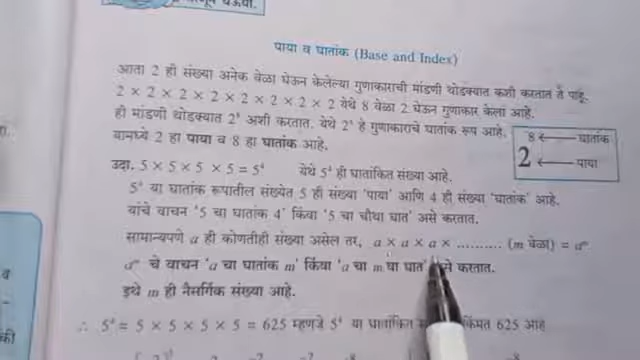 पाया व घातांक (Base and Index)
आता 2 ही संख्या अनेक वेळा घेऊन केलेल्या गुणाकाराची मांडणी थोडक्यात कशी करतात ते पाहू.
2 × 2 × 2 × 2 × 2 × 2 × 2 × 2 येथे 8 वेळा 2 घेऊन गुणाकार केला आहे.
ही मांडणी थोडक्यात 2⁸ अशी करतात. येथे 2⁸ हे गुणाकाराचे घातांक रूप आहे.
यामध्ये 2 हा पाया व 8 हा घातांक आहे.
8 ← घातांक
2 ← पाया
उदा. 5 × 5 × 5 × 5 = 5⁴ येथे 5⁴ ही घातांकित संख्या आहे.
5⁴ या घातांक रूपातील संख्येत 5 ही संख्या 'पाया' आणि 4 ही संख्या 'घातांक' आहे.
यांचे वाचन '5 चा घातांक 4' किंवा '5 चा चौथा घात' असे करतात.
सामान्यपणे a ही कोणतीही संख्या असेल तर, a × a × a × .......... (m वेळा) = aᵐ
aᵐ चे वाचन 'a चा घातांक m' किंवा 'a चा m वा घात' असे करतात.
इथे m ही नैसर्गिक संख्या आहे.
∴ 5⁴ = 5 × 5 × 5 × 5 = 625 म्हणजे 5⁴ या घातांकित किंमत 625 आहे